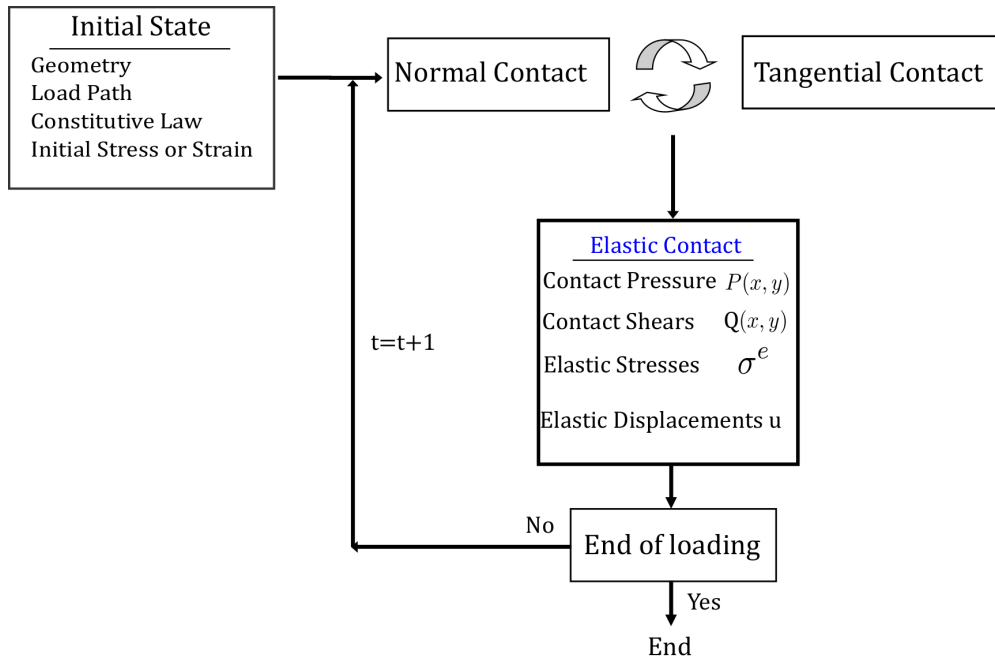 Initial State
Geometry
Load Path
Constitutive Law
Initial Stress or Strain
Normal Contact
Tangential Contact
Elastic Contact
Contact Pressure P(x, y)
Contact Shears Q(x, y)
Elastic Stresses σ^e
Elastic Displacements u
t=t+1
No
End of loading
Yes
End